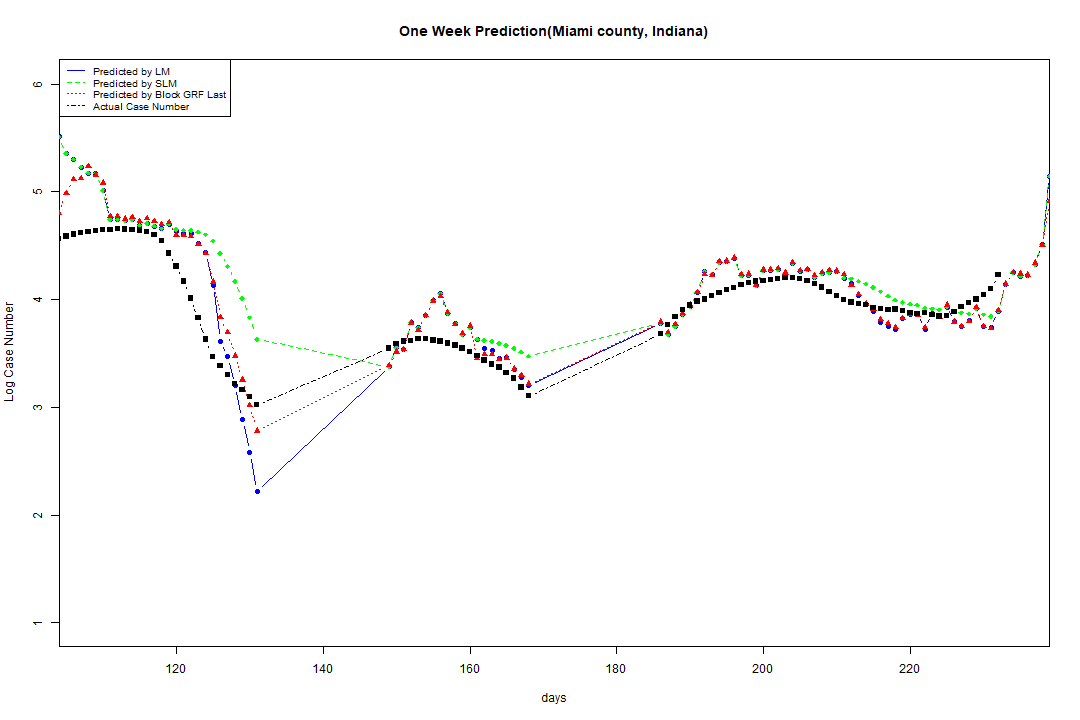 One Week Prediction(Miami county, Indiana)
Predicted by LM
Predicted by SLM
Predicted by Block GRF Last
Actual Case Number
Log Case Number
6
5
4
3
2
1
120 140 160 180 200 220
days